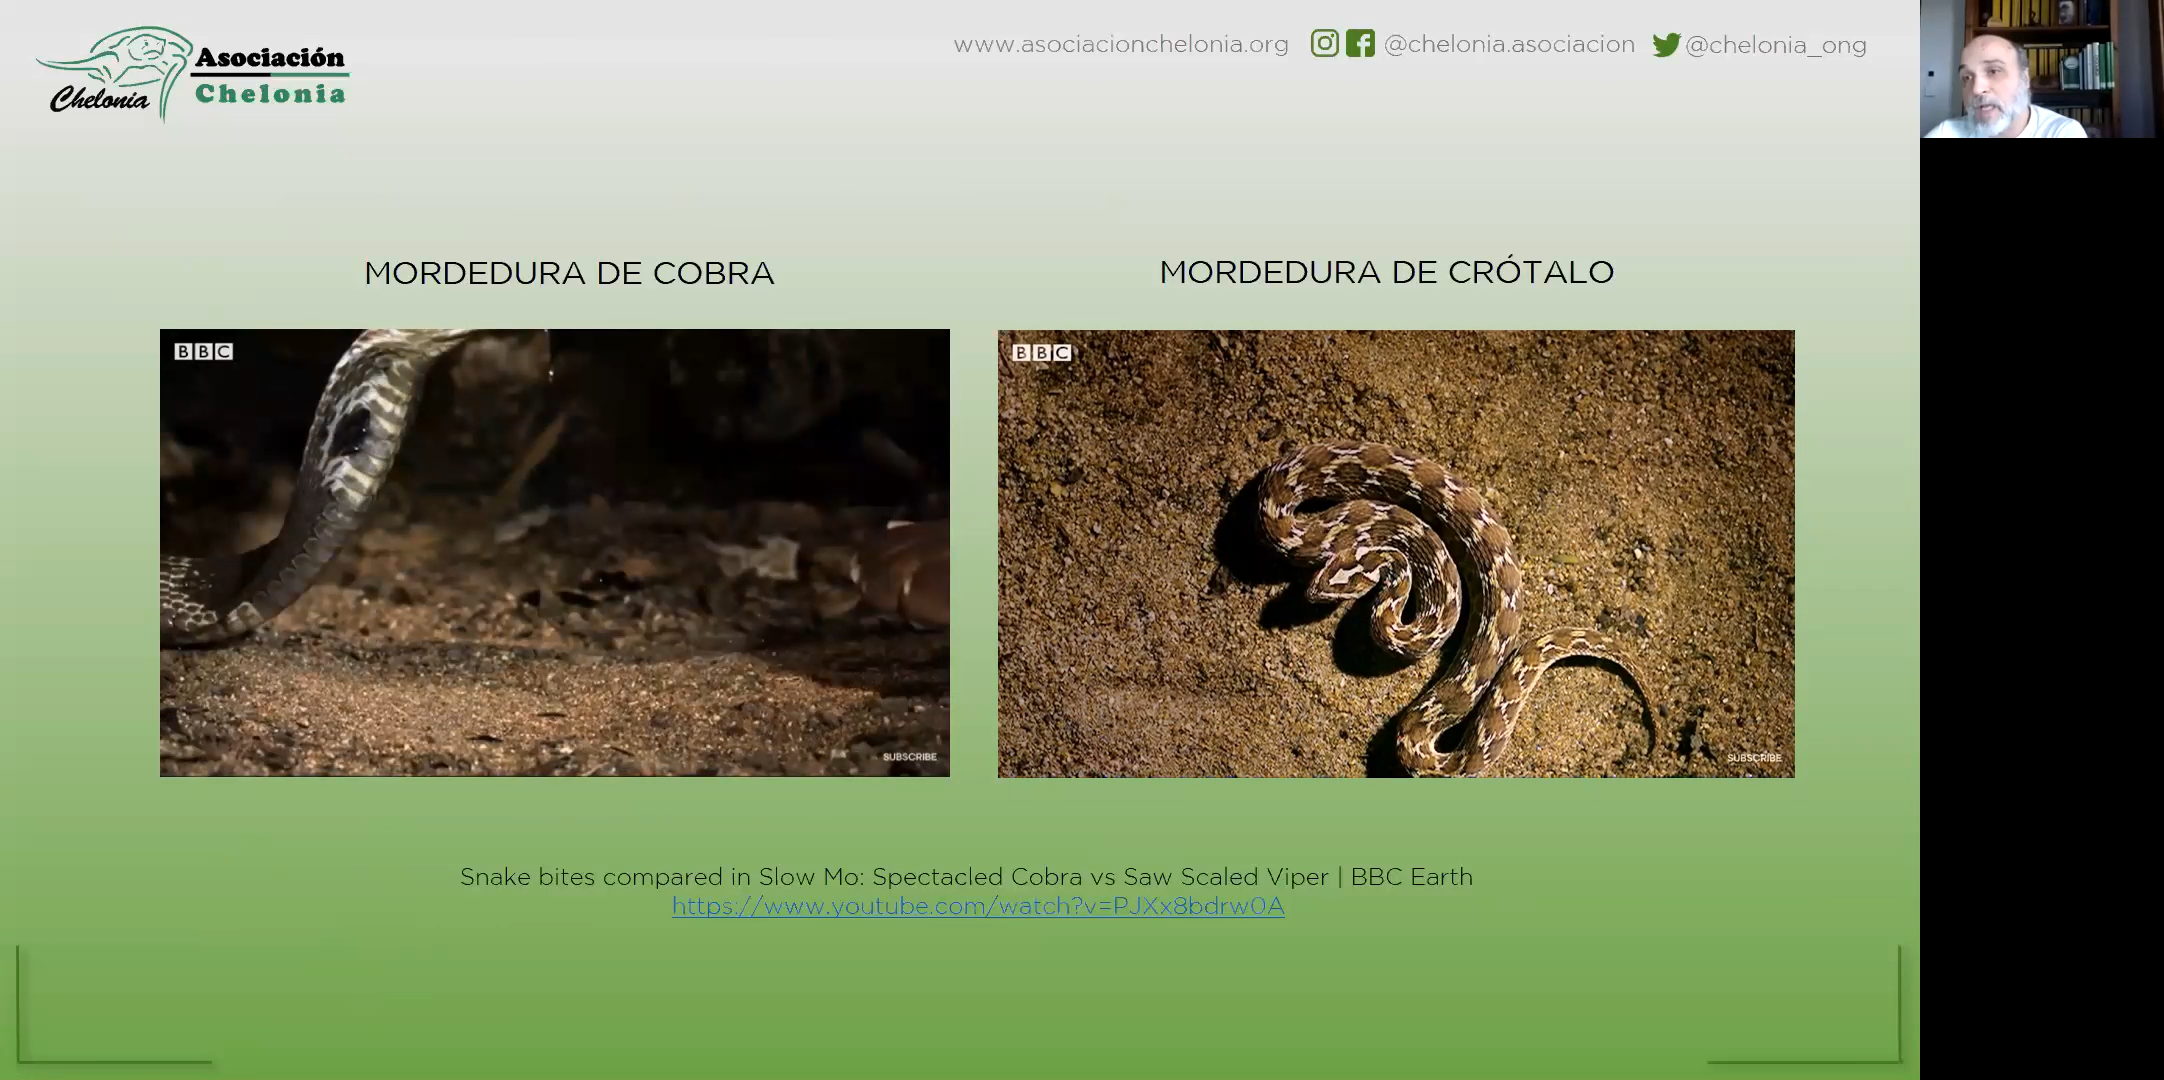 Chelonia
Asociación
Chelonia
www.asociacionchelonia.org @chelonia.asociacion @chelonia_ong
MORDEDURA DE COBRA
MORDEDURA DE CRÓTALO
BBC
SUBSCRIBE
BBC
SUBSCRIBE
Snake bites compared in Slow Mo: Spectacled Cobra vs Saw Scaled Viper | BBC Earth
https://www.youtube.com/watch?v=PJXx8bdrw0A